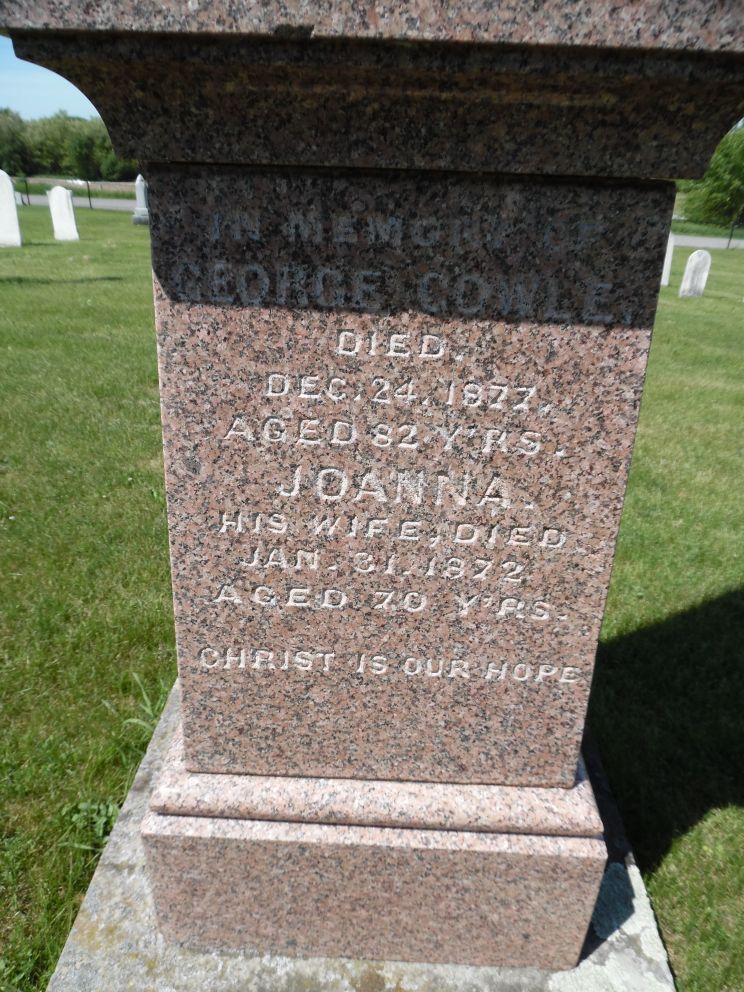 IN MEMORY OF
GEORGE COWLE.
DIED.
DEC. 24, 1877.
AGED 82 Y'RS.
JOANNA.
HIS WIFE, DIED.
JAN. 31. 1872
AGED 70 Y'RS.
CHRIST IS OUR HOPE